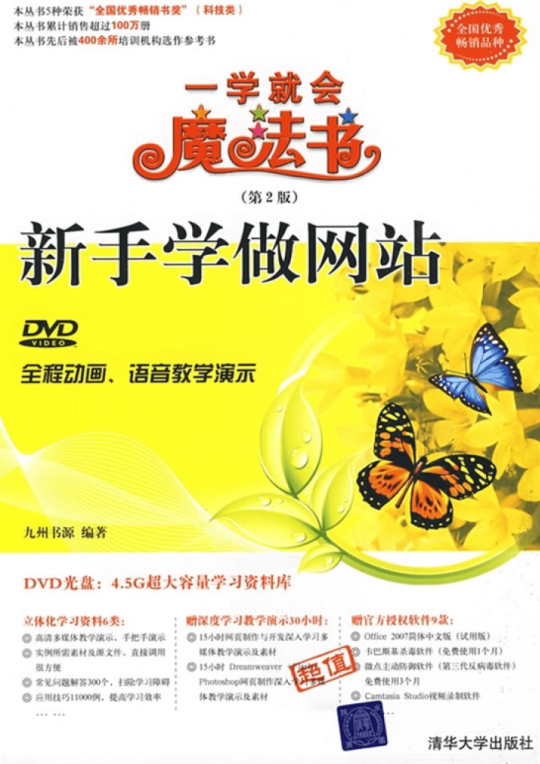 本丛书5种荣获“全国优秀畅销书奖”（科技类）
本丛书累计销售超过100万册
本丛书先后被400余所培训机构选作参考书
全国优秀
畅销品种
一学就会
魔法书
（第2版）
新手学做网站
DVD
VIDEO
全程动画、语音教学演示
九州书源 编著
DVD光盘：4.5G超大容量学习资料库
立体化学习资料6类：
◎ 高清多媒体教学演示，手把手演示
◎ 实例所需素材及源文件，直接调用
很方便
◎ 常见问题解答300个，扫除学习障碍
◎ 应用技巧11000例，提高学习效率
… …
赠深度学习教学演示30小时：
◎ 15小时网页制作与开发深入学习多
媒体教学演示及素材
◎ 15小时 Dreamweaver
Photoshop网页制作深入学习
体教学演示及素材
超值
赠官方授权软件9款：
◎ Office 2007简体中文版（试用版）
◎ 卡巴斯基杀毒软件（免费使用1个月）
◎ 微点主动防御软件（第三代反病毒软件）
免费使用3个月
◎ Camtasia Studio视频录制软件
… …
清华大学出版社